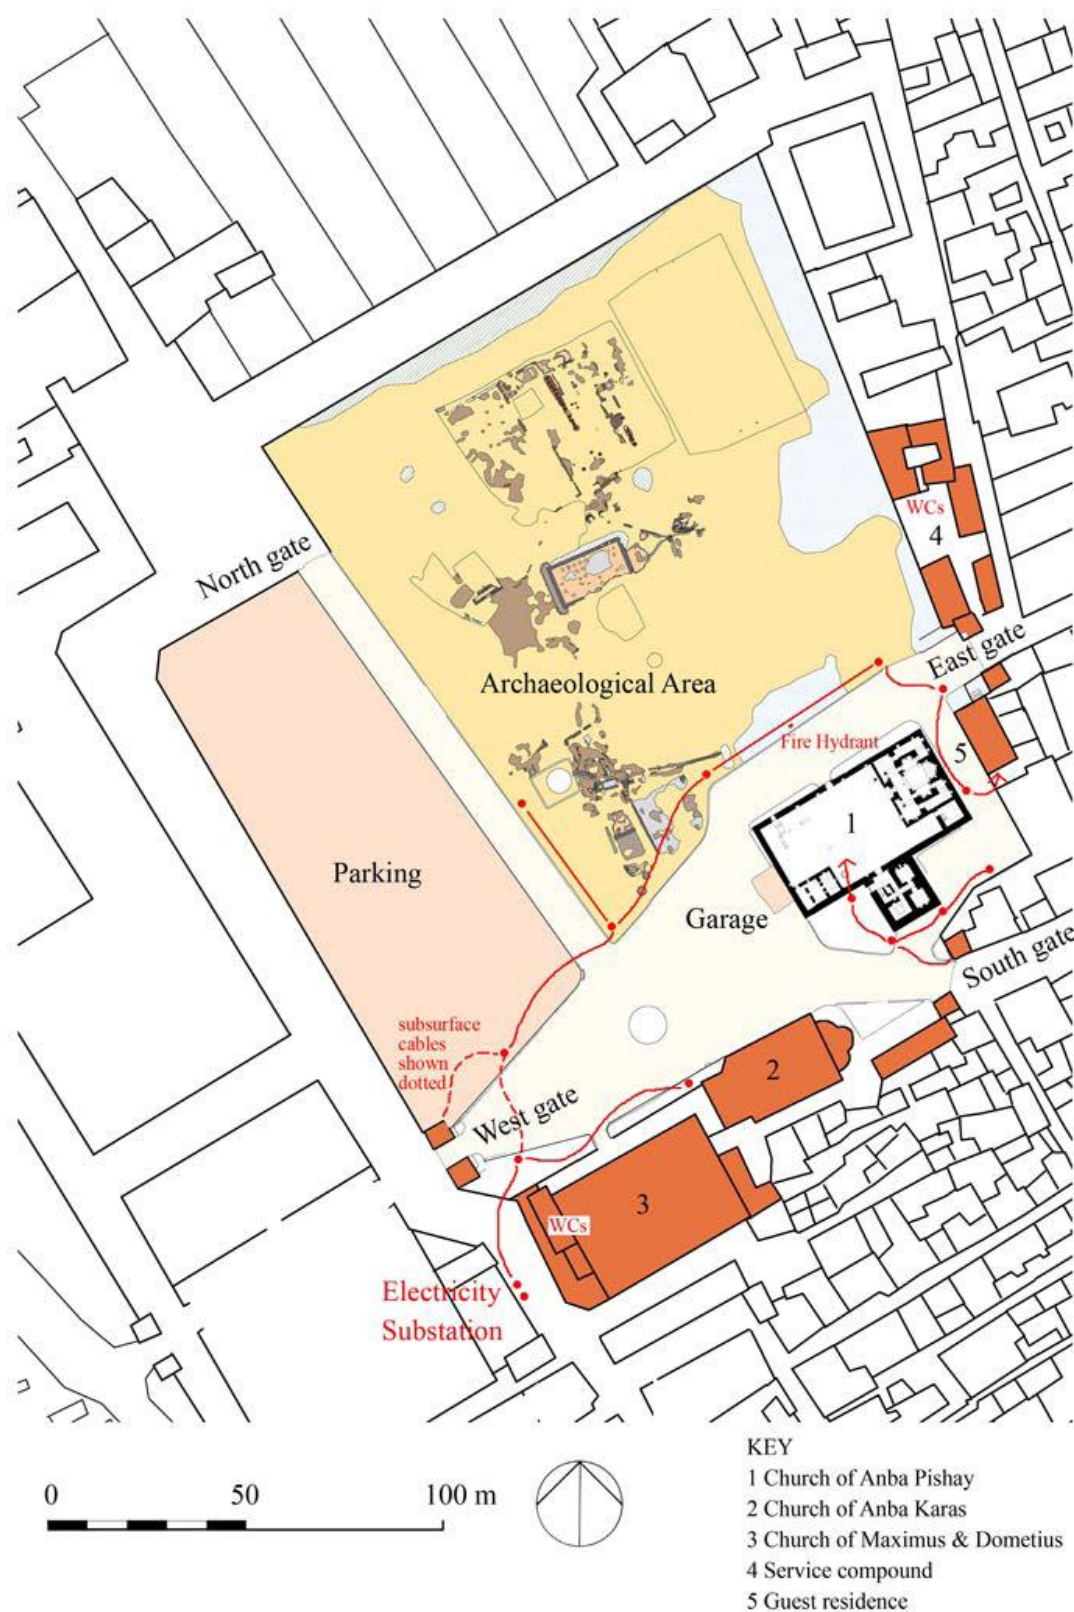 North gate
WCs
4
East gate
Archaeological Area
Fire Hydrant
5
1
Parking
Garage
South gate
subsurface
cables
shown
dotted
2
West gate
3
WCs
Electricity
Substation
KEY
1 Church of Anba Pishay
2 Church of Anba Karas
3 Church of Maximus & Dometius
4 Service compound
5 Guest residence
0 50 100 m